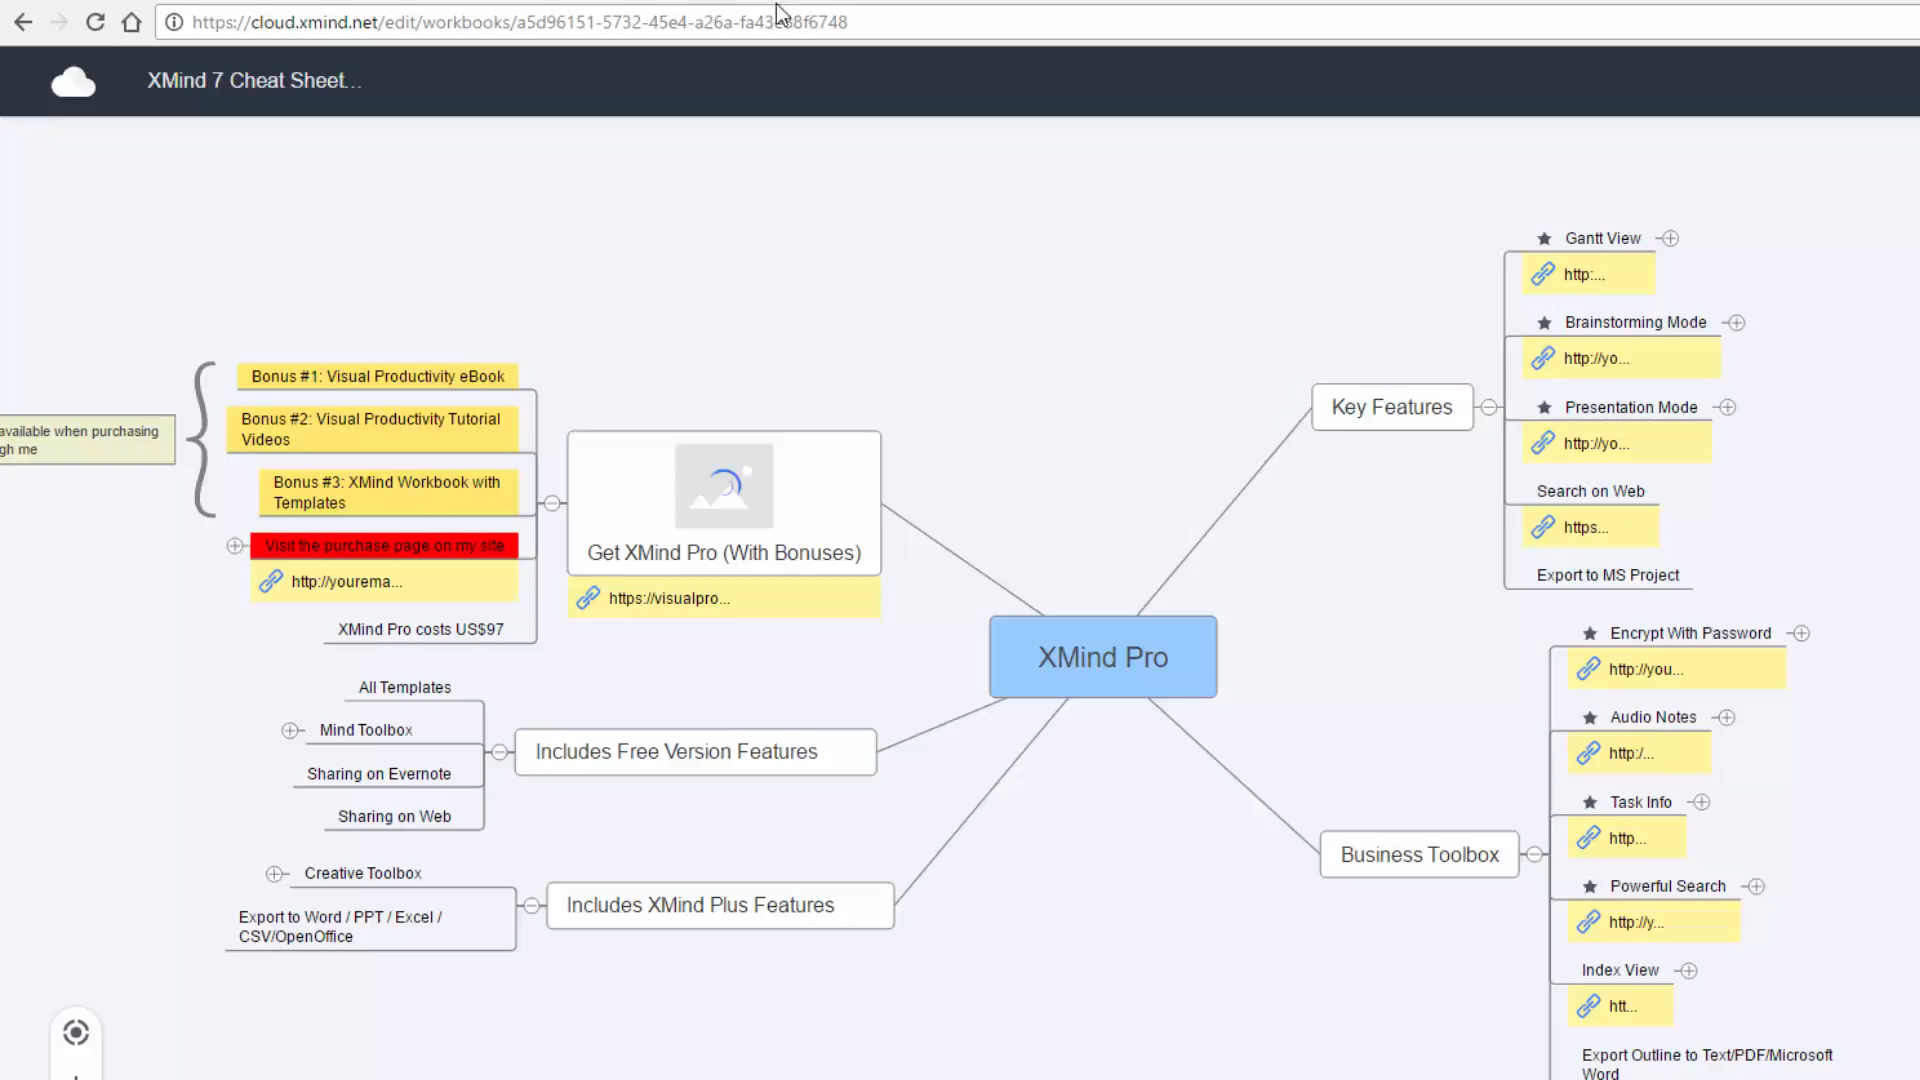 https://cloud.xmind.net/edit/workbooks/a5d96151-5732-45e4-a26a-fa43 8f6748
XMind 7 Cheat Sheet...
Bonus #1: Visual Productivity eBook
Bonus #2: Visual Productivity Tutorial
Videos
available when purchasing
gh me
Bonus #3: XMind Workbook with
Templates
Visit the purchase page on my site
http://yourema...
XMind Pro costs US$97
Get XMind Pro (With Bonuses)
https://visualpro...
All Templates
Mind Toolbox
Sharing on Evernote
Sharing on Web
Includes Free Version Features
Creative Toolbox
Export to Word / PPT / Excel /
CSV/OpenOffice
Includes XMind Plus Features
XMind Pro
Key Features
Gantt View
http:...
Brainstorming Mode
http://yo...
Presentation Mode
http://yo...
Search on Web
https...
Export to MS Project
Business Toolbox
Encrypt With Password
http://you...
Audio Notes
http:/...
Task Info
http...
Powerful Search
http://y...
Index View
htt...
Export Outline to Text/PDF/Microsoft
Word